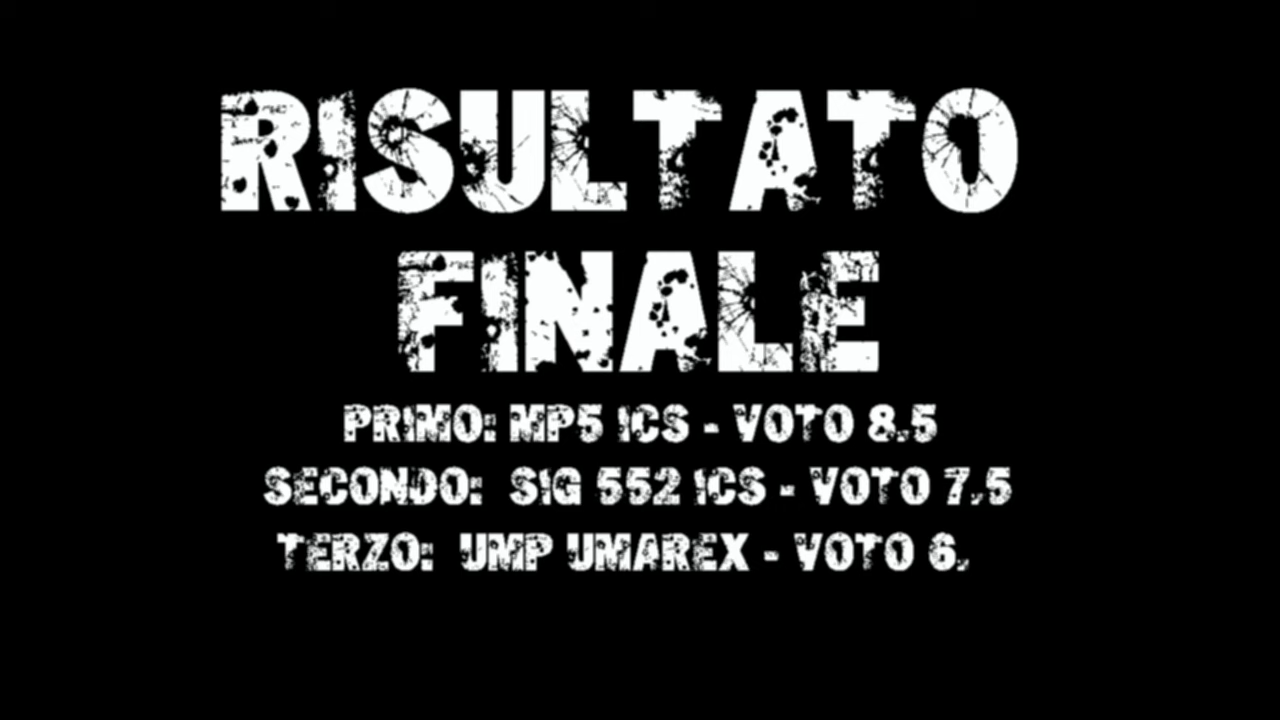 RISULTATO
FINALE
PRIMO: MP5 ICS - VOTO 8.5
SECONDO: SIG 552 ICS - VOTO 7.5
TERZO: UMP UMAREX - VOTO 6.